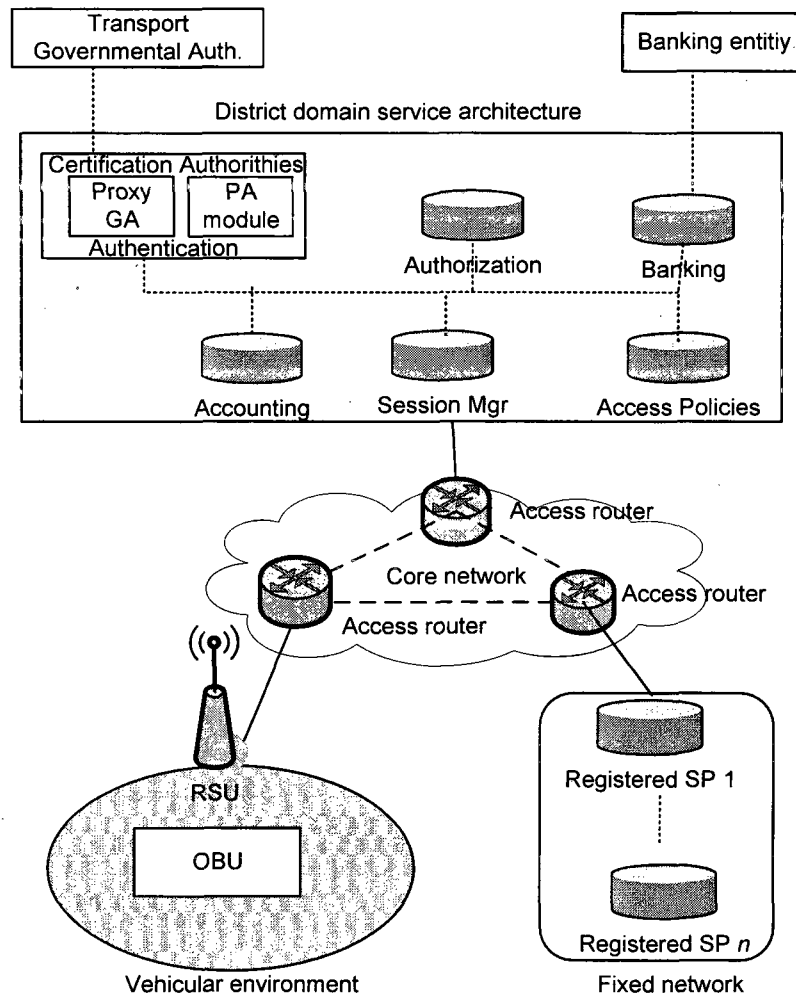 Transport
Governmental Auth.
Banking entitiy
District domain service architecture
Certification Authorithies
Proxy
GA
PA
module
Authentication
Authorization
Banking
Accounting
Session Mgr
Access Policies
Access router
Core network
Access router
Access router
RSU
OBU
Registered SP 1
Registered SP n
Vehicular environment
Fixed network